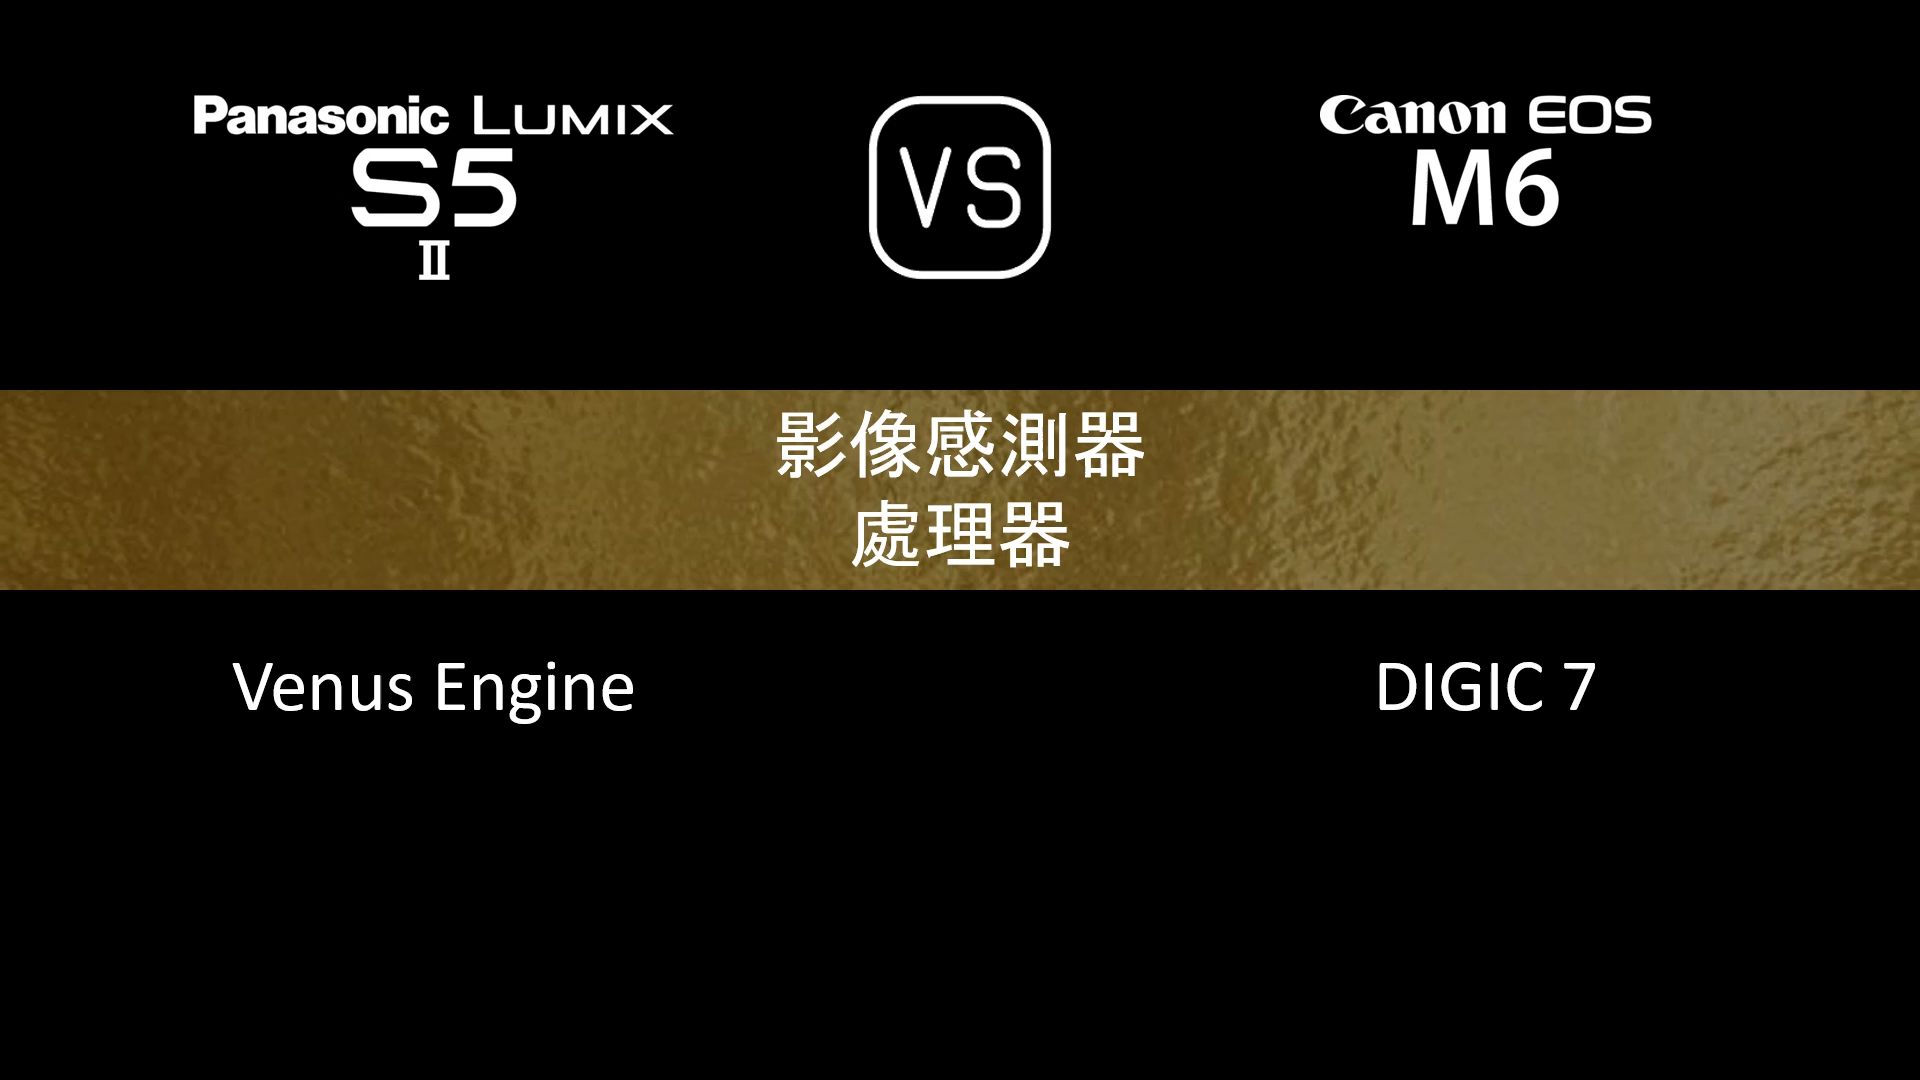 Panasonic LUMIX
S5
II
VS
Canon EOS
M6
影像感測器
處理器
Venus Engine
DIGIC 7